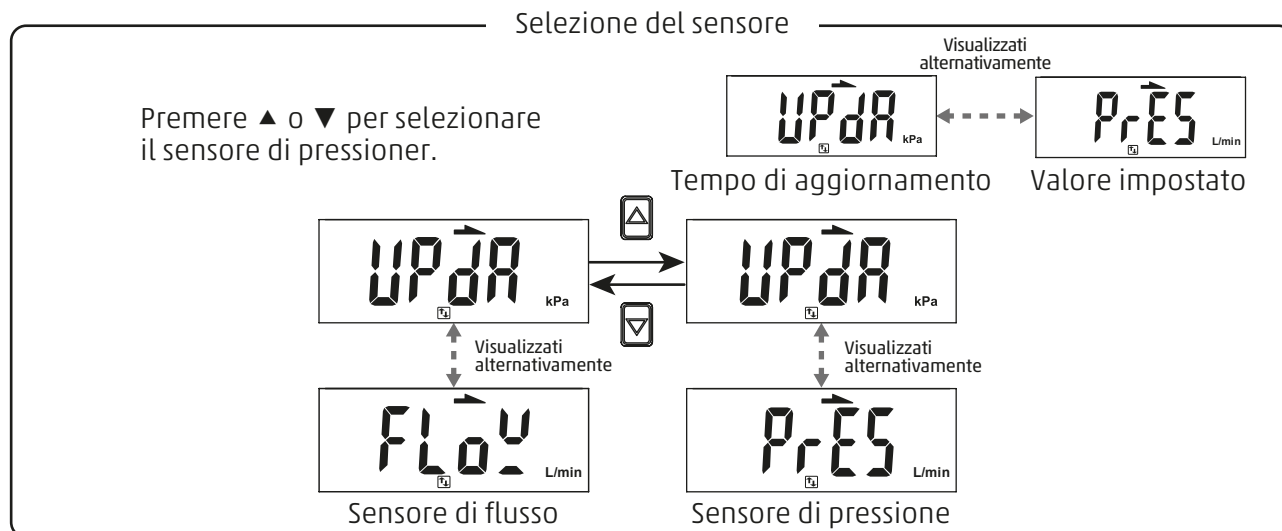 Selezione del sensore
Visualizzati
alternativamente
Premere ▲ o ▼ per selezionare
il sensore di pressioner.
UPdA kPa
PrES L/min
Tempo di aggiornamento
Valore impostato
UPdA kPa
UPdA kPa
Visualizzati
alternativamente
Visualizzati
alternativamente
FLoW L/min
PrES L/min
Sensore di flusso
Sensore di pressione